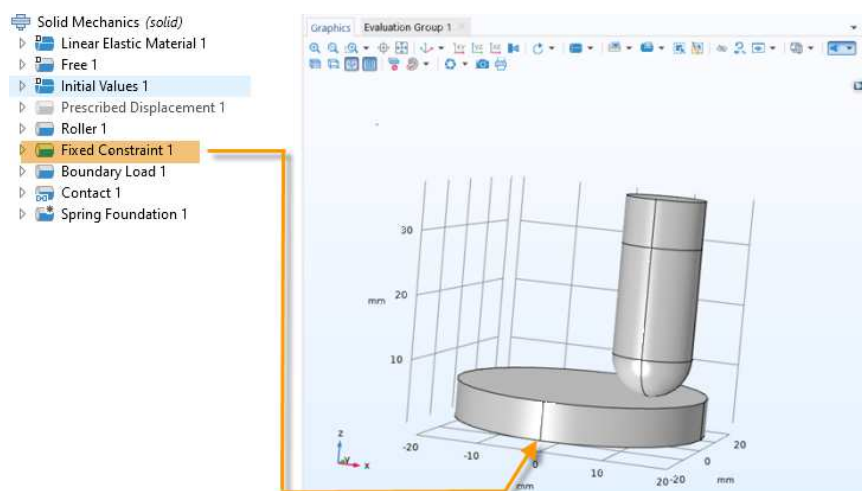 Solid Mechanics (solid)
Linear Elastic Material 1
Free 1
Initial Values 1
Prescribed Displacement 1
Roller 1
Fixed Constraint 1
Boundary Load 1
Contact 1
Spring Foundation 1
Graphics Evaluation Group 1
30
20
10
mm
-20
-10
0
10
20
mm
-20
0
20
mm
z
y
x